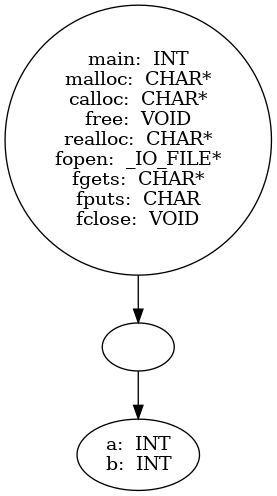 main: INT
malloc: CHAR*
calloc: CHAR*
free: VOID
realloc: CHAR*
fopen: _IO_FILE*
fgets: CHAR*
fputs: CHAR
fclose: VOID
a: INT
b: INT